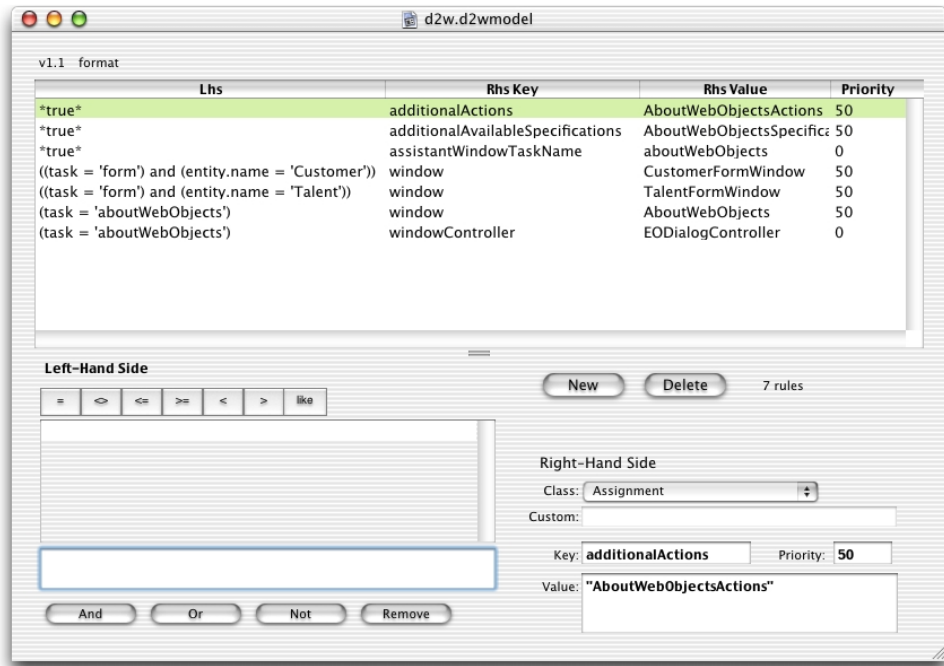 d2w.d2wmodel
v1.1 format
Lhs Rhs Key Rhs Value Priority
*true* additionalActions AboutWebObjectsActions 50
*true* additionalAvailableSpecifications AboutWebObjectsSpecifica 50
*true* assistantWindowTaskName aboutWebObjects 0
((task = 'form') and (entity.name = 'Customer')) window CustomerFormWindow 50
((task = 'form') and (entity.name = 'Talent')) window TalentFormWindow 50
(task = 'aboutWebObjects') window AboutWebObjects 50
(task = 'aboutWebObjects') windowController EODialogController 0
Left-Hand Side
New Delete 7 rules
= <> <= >= < > like
Right-Hand Side
Class: Assignment
Custom:
Key: additionalActions Priority: 50
Value: "AboutWebObjectsActions"
And Or Not Remove